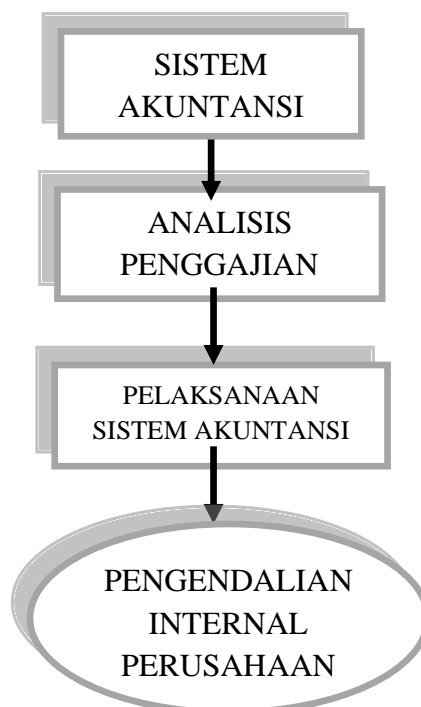 SISTEM
AKUNTANSI
ANALISIS
PENGGAJIAN
PELAKSANAAN
SISTEM AKUNTANSI
PENGENDALIAN
INTERNAL
PERUSAHAAN